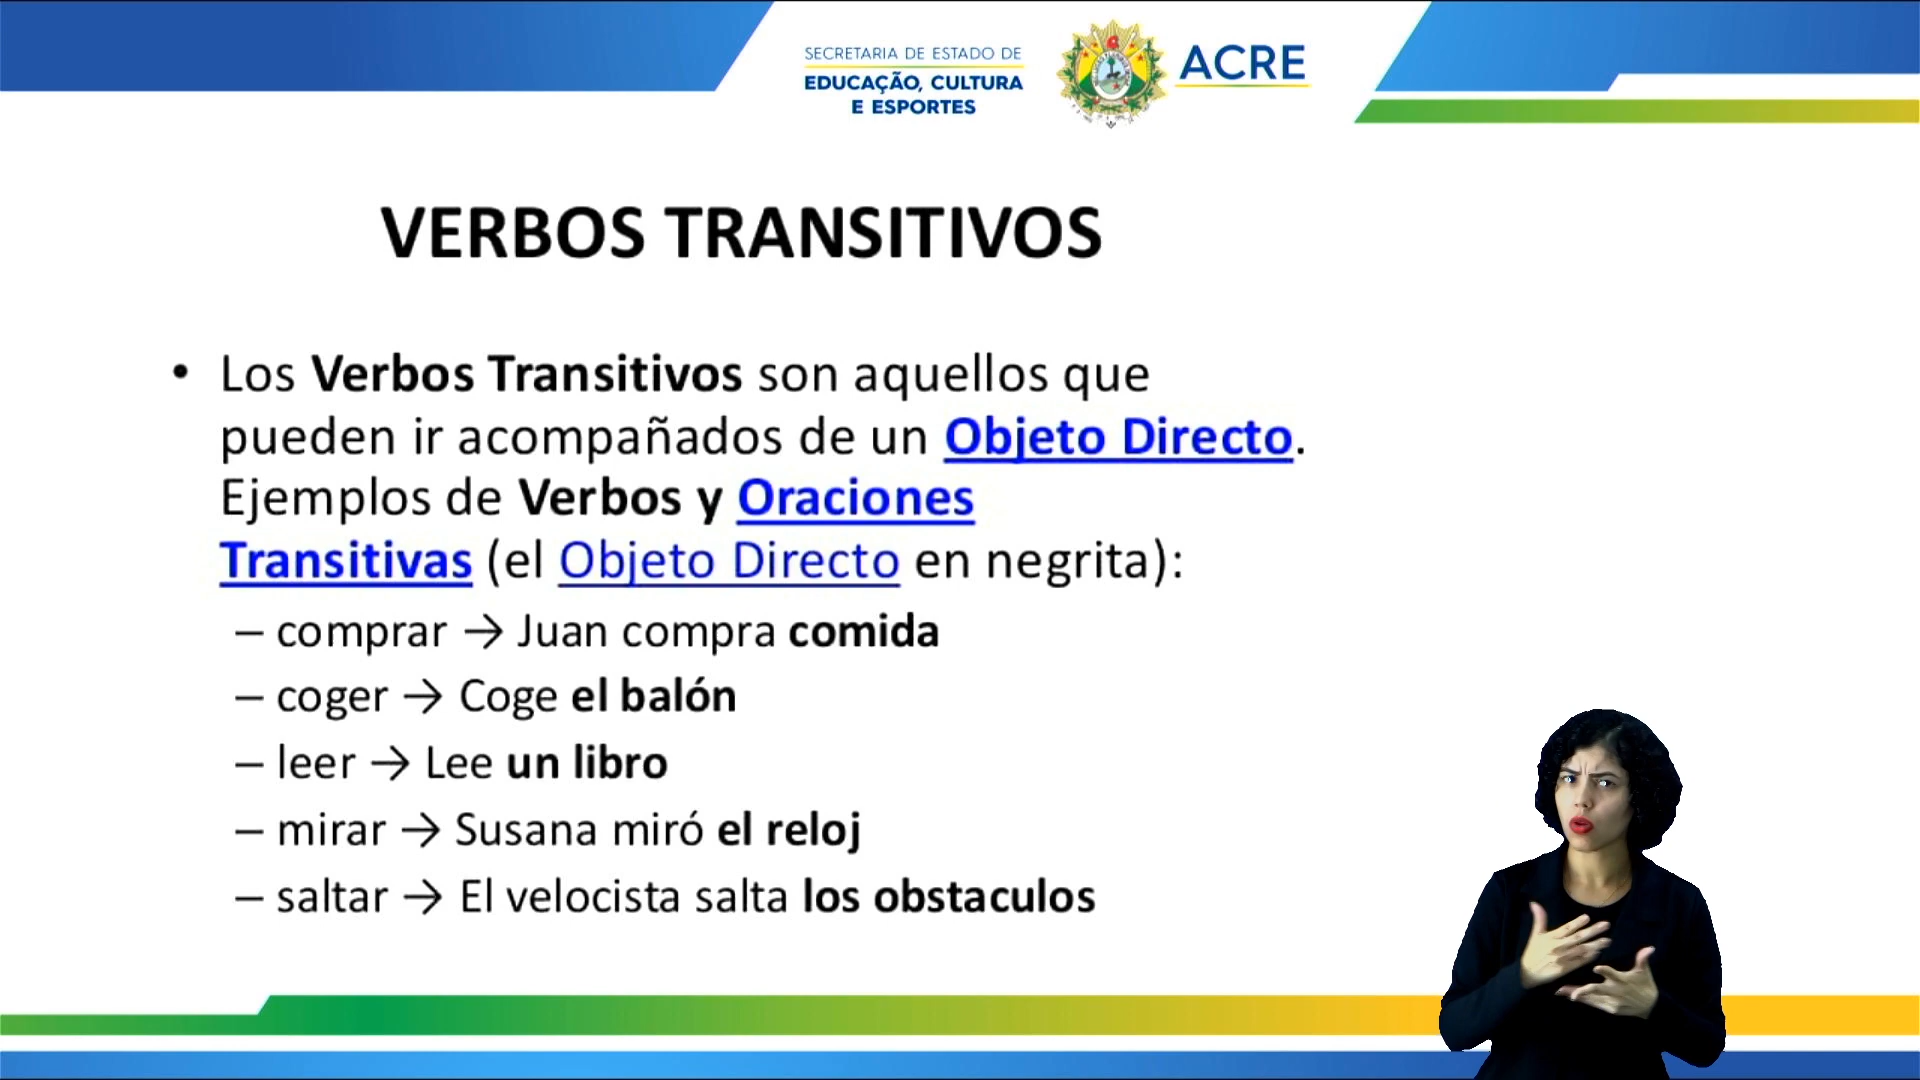 SECRETARIA DE ESTADO DE
EDUCAÇÃO, CULTURA
E ESPORTES
ACRE
VERBOS TRANSITIVOS
• Los Verbos Transitivos son aquellos que
pueden ir acompañados de un Objeto Directo.
Ejemplos de Verbos y Oraciones
Transitivas (el Objeto Directo en negrita):
– comprar → Juan compra comida
– coger → Coge el balón
– leer → Lee un libro
– mirar → Susana miró el reloj
– saltar → El velocista salta los obstaculos